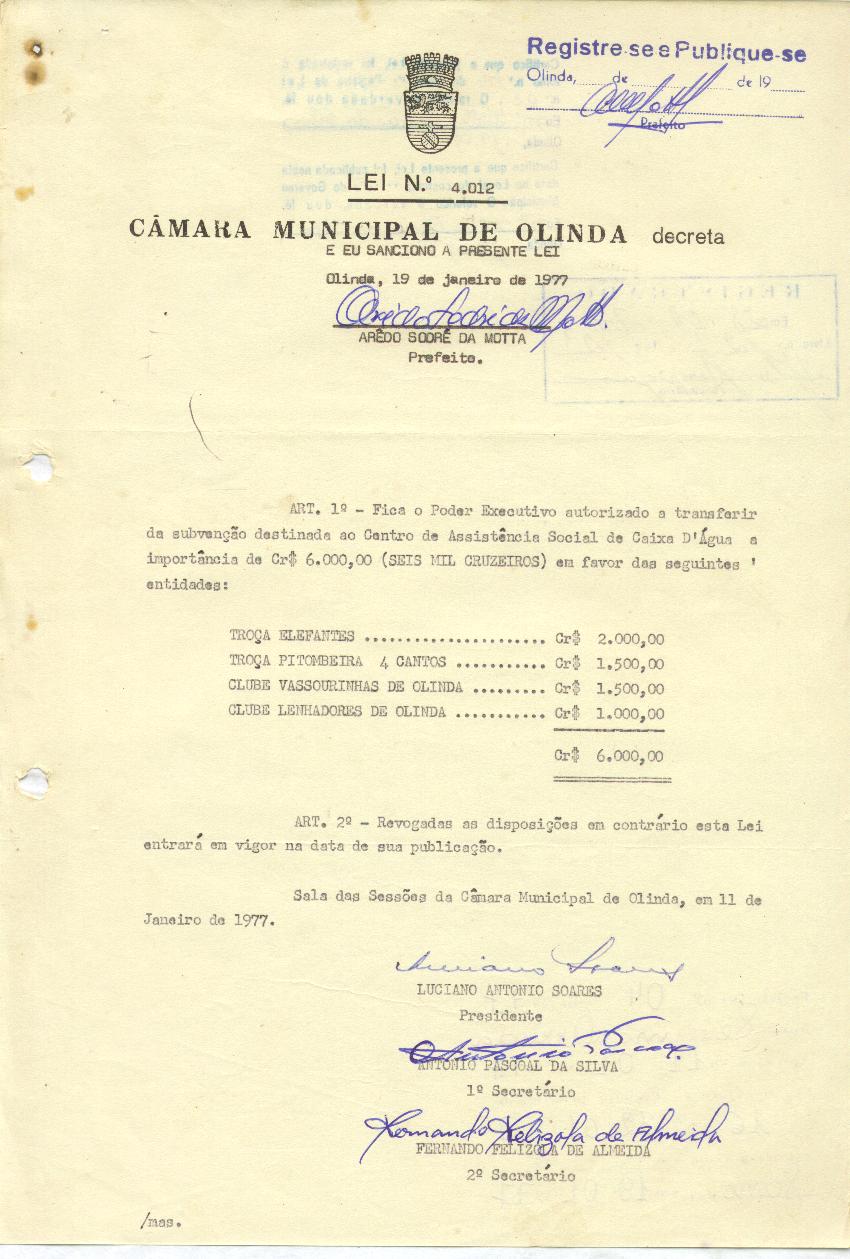 Registre-se e Publique-se
Olinda, de de 19
Prefeito
LEI N.º 4.012
CÂMARA MUNICIPAL DE OLINDA decreta
E EU SANCIONO A PRESENTE LEI
Olinda, 19 de janeiro de 1977
ARÊDO SODRÉ DA MOTTA
Prefeito.
ART. 1º - Fica o Poder Executivo autorizado a transferir
da subvenção destinada ao Centro de Assistência Social de Caixa D'Água a
importância de Cr$ 6.000,00 (SEIS MIL CRUZEIROS) em favor das seguintes '
entidades:
TROÇA ELEFANTES ..................... Cr$ 2.000,00
TROÇA PITOMBEIRA 4 CANTOS ........... Cr$ 1.500,00
CLUBE VASSOURINHAS DE OLINDA ......... Cr$ 1.500,00
CLUBE LENHADORES DE OLINDA ........... Cr$ 1.000,00
Cr$ 6.000,00
ART. 2º - Revogadas as disposições em contrário esta Lei
entrará em vigor na data de sua publicação.
Sala das Sessões da Câmara Municipal de Olinda, em 11 de
Janeiro de 1977.
Luciano Soares
LUCIANO ANTONIO SOARES
Presidente
ANTONIO PASCOAL DA SILVA
1º Secretário
Fernando Felizola de Almeida
FERNANDO FELIZOLA DE ALMEIDA
2º Secretário
/mas.